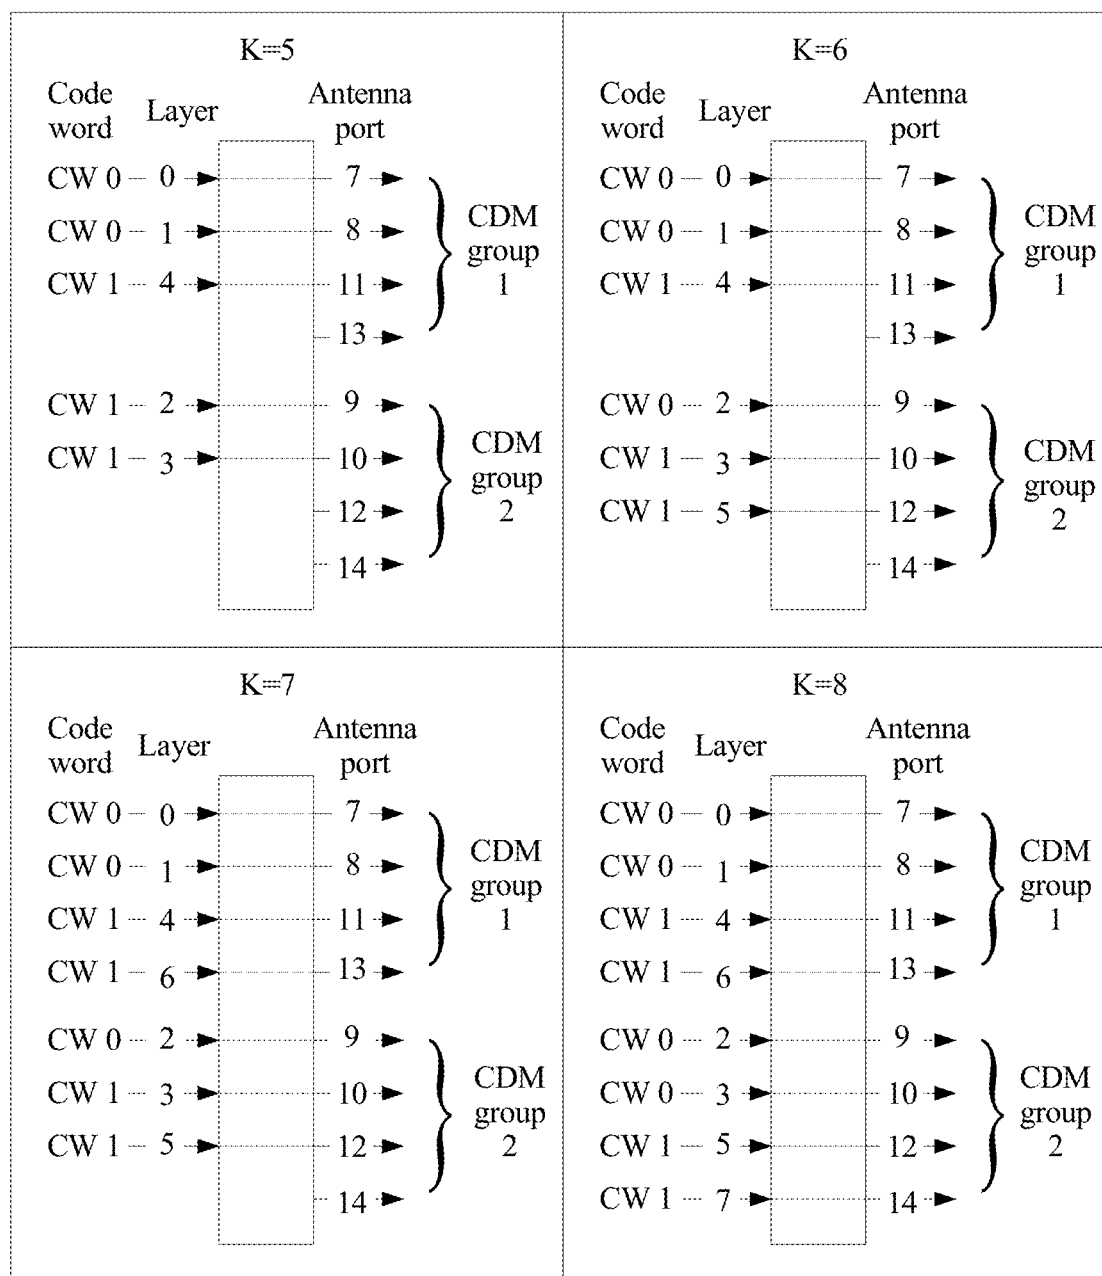 K=5
Code word Layer Antenna port
CW 0 0 7
CW 0 1 8
CW 1 4 11
13
CDM group 1
CW 1 2 9
CW 1 3 10
12
14
CDM group 2
K=6
Code word Layer Antenna port
CW 0 0 7
CW 0 1 8
CW 1 4 11
13
CDM group 1
CW 0 2 9
CW 1 3 10
CW 1 5 12
14
CDM group 2
K=7
Code word Layer Antenna port
CW 0 0 7
CW 0 1 8
CW 1 4 11
CW 1 6 13
CDM group 1
CW 0 2 9
CW 1 3 10
CW 1 5 12
14
CDM group 2
K=8
Code word Layer Antenna port
CW 0 0 7
CW 0 1 8
CW 1 4 11
CW 1 6 13
CDM group 1
CW 0 2 9
CW 0 3 10
CW 1 5 12
CW 1 7 14
CDM group 2